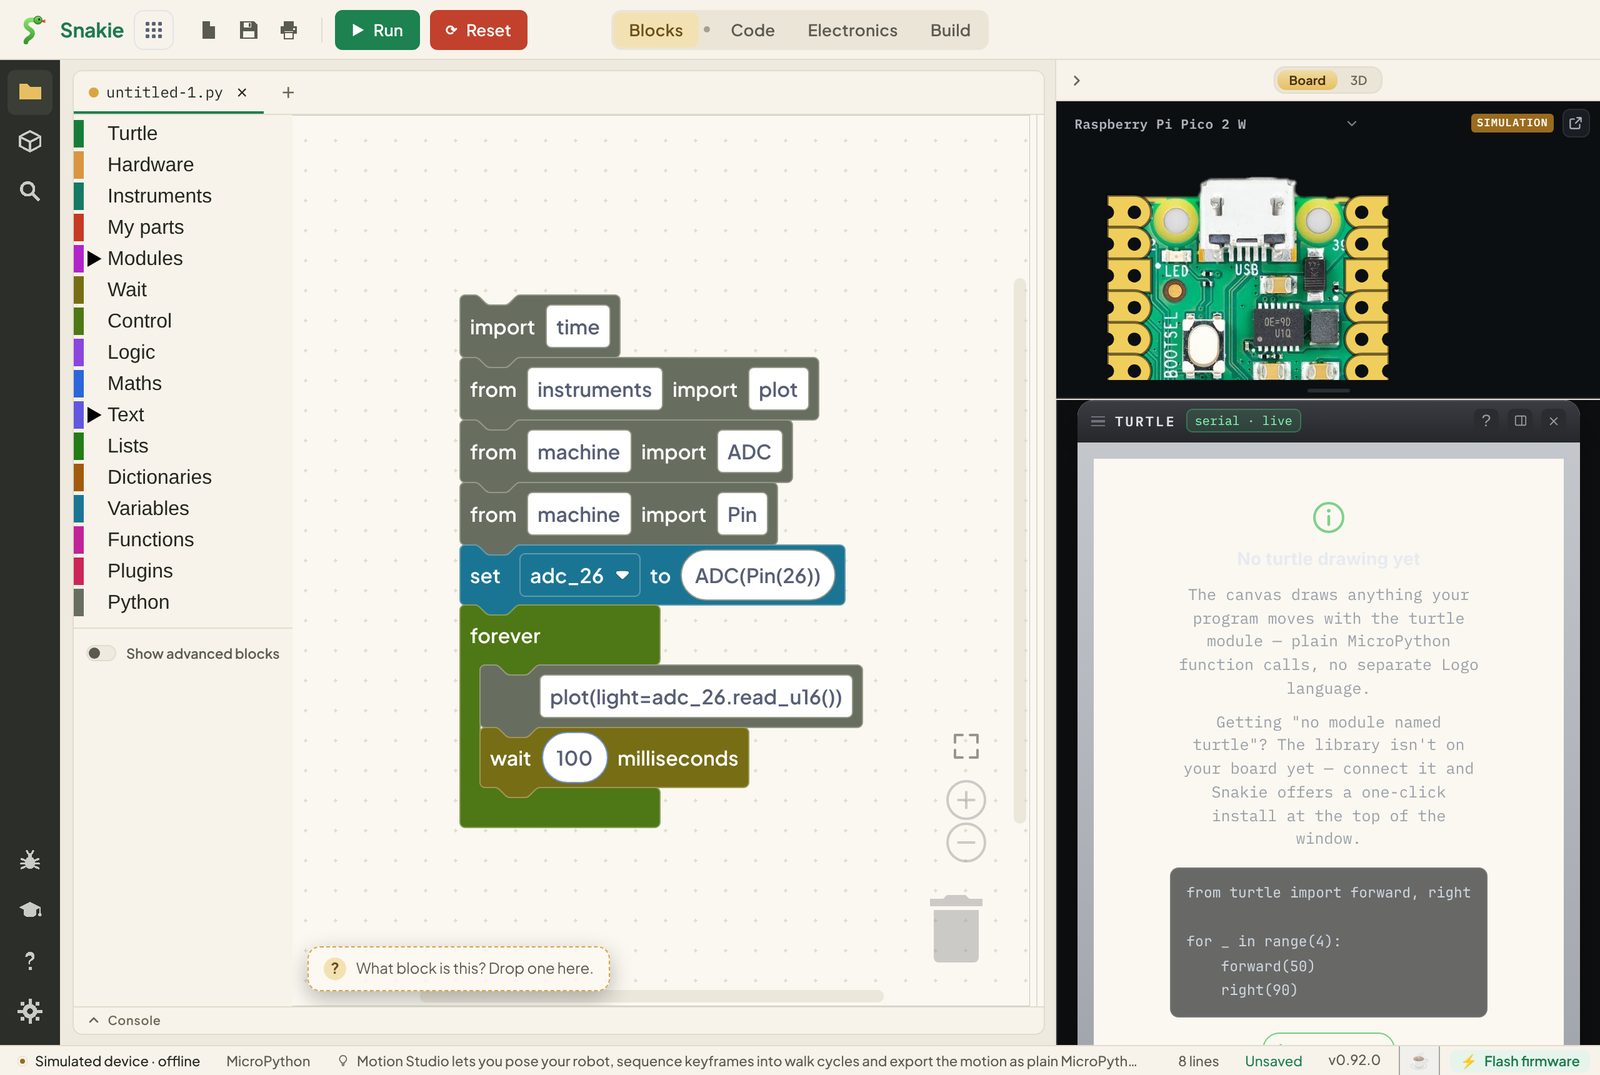 Snakie
Run
Reset
Blocks
Code
Electronics
Build
untitled-1.py
Turtle
Hardware
Instruments
My parts
Modules
Wait
Control
Logic
Maths
Text
Lists
Dictionaries
Variables
Functions
Plugins
Python
Show advanced blocks
import time
from instruments import plot
from machine import ADC
from machine import Pin
set adc_26 to ADC(Pin(26))
forever
plot(light=adc_26.read_u16())
wait 100 milliseconds
? What block is this? Drop one here.
Console
Board
3D
Raspberry Pi Pico 2 W
SIMULATION
LED
USB
39
BOOTSEL
OE=9D
U1Q
TURTLE
serial · live
?
No turtle drawing yet
The canvas draws anything your
program moves with the turtle
module — plain MicroPython
function calls, no separate Logo
language.
Getting "no module named
turtle"? The library isn't on
your board yet — connect it and
Snakie offers a one-click
install at the top of the
window.
from turtle import forward, right
for _ in range(4):
forward(50)
right(90)
Simulated device · offline
MicroPython
Motion Studio lets you pose your robot, sequence keyframes into walk cycles and export the motion as plain MicroPyth…
8 lines
Unsaved
v0.92.0
Flash firmware